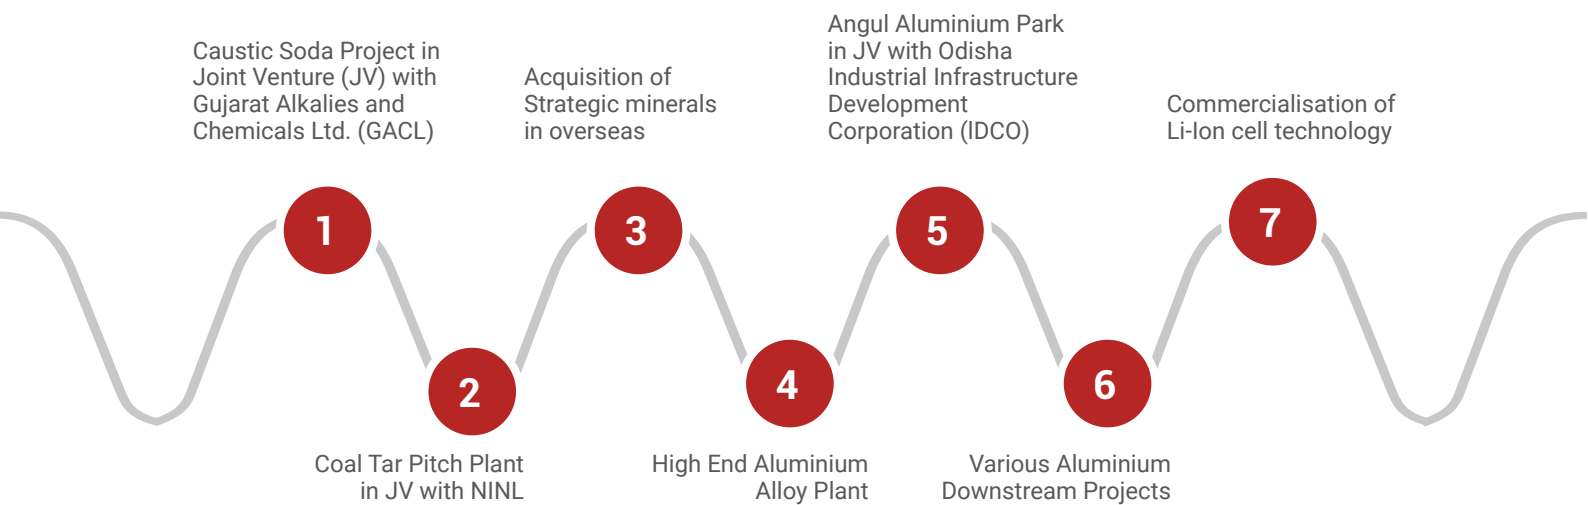 Caustic Soda Project in
Joint Venture (JV) with
Gujarat Alkalies and
Chemicals Ltd. (GACL)
1
Coal Tar Pitch Plant
in JV with NINL
2
Acquisition of
Strategic minerals
in overseas
3
High End Aluminium
Alloy Plant
4
Angul Aluminium Park
in JV with Odisha
Industrial Infrastructure
Development
Corporation (IDCO)
5
Various Aluminium
Downstream Projects
6
Commercialisation of
Li-Ion cell technology
7